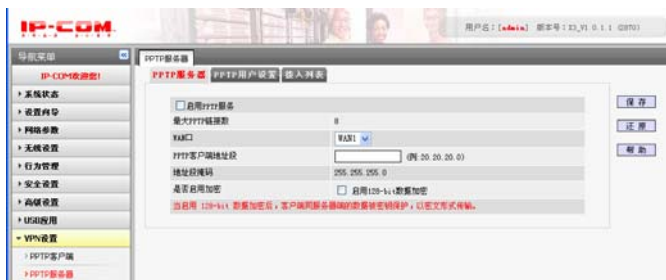 IP-COM
用户名:[admin] 版本号:
导航菜单
IP-COM欢迎您!
系统状态
设置向导
网络参数
无线设置
行为管理
安全设置
高级设置
USB应用
VPN设置
PPTP客户端
PPTP服务器
PPTP服务器
PPTP服务器 PPTP用户设置 接入列表
启用PPTP服务
最大PPTP链接数 8
WAN口 WAN1
PPTP客户端地址段 (例:20.20.20.0)
地址段掩码 255.255.255.0
是否启用加密 启用128-bit数据加密
当启用 128-bit 数据加密后,客户端同服务器端的数据被密钥保护,以密文形式传输。
保存
还原
帮助